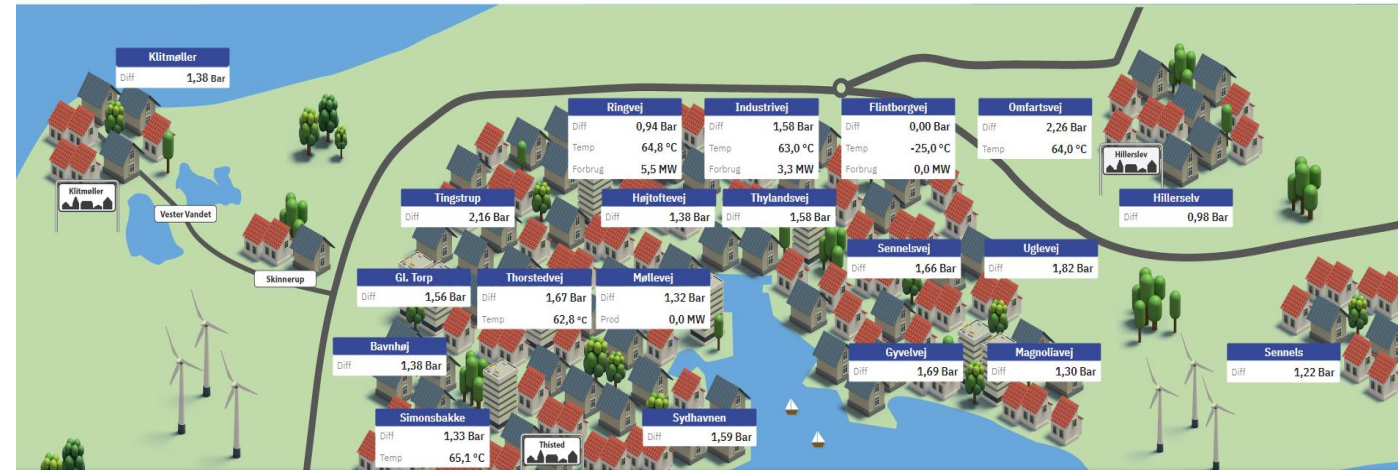 Klitmøller
Diff 1,38 Bar
Klitmøller
Vester Vandet
Skinnerup
Ringvej
Diff 0,94 Bar
Temp 64,8 °C
Forbrug 5,5 MW
Industrivej
Diff 1,58 Bar
Temp 63,0 °C
Forbrug 3,3 MW
Flintborgvej
Diff 0,00 Bar
Temp -25,0 °C
Forbrug 0,0 MW
Omfartsvej
Diff 2,26 Bar
Temp 64,0 °C
Hillerslev
Hillerselv
Diff 0,98 Bar
Tingstrup
Diff 2,16 Bar
Højtoftevej
Diff 1,38 Bar
Thylandsvej
Diff 1,58 Bar
Sennelsvej
Diff 1,66 Bar
Uglevej
Diff 1,82 Bar
Gl. Torp
Diff 1,56 Bar
Thorstedvej
Diff 1,67 Bar
Temp 62,8 °C
Møllevej
Diff 1,32 Bar
Prod 0,0 MW
Bavnhøj
Diff 1,38 Bar
Gyvelvej
Diff 1,69 Bar
Magnoliavej
Diff 1,30 Bar
Sennels
Diff 1,22 Bar
Simonsbakke
Diff 1,33 Bar
Temp 65,1 °C
Thisted
Sydhavnen
Diff 1,59 Bar